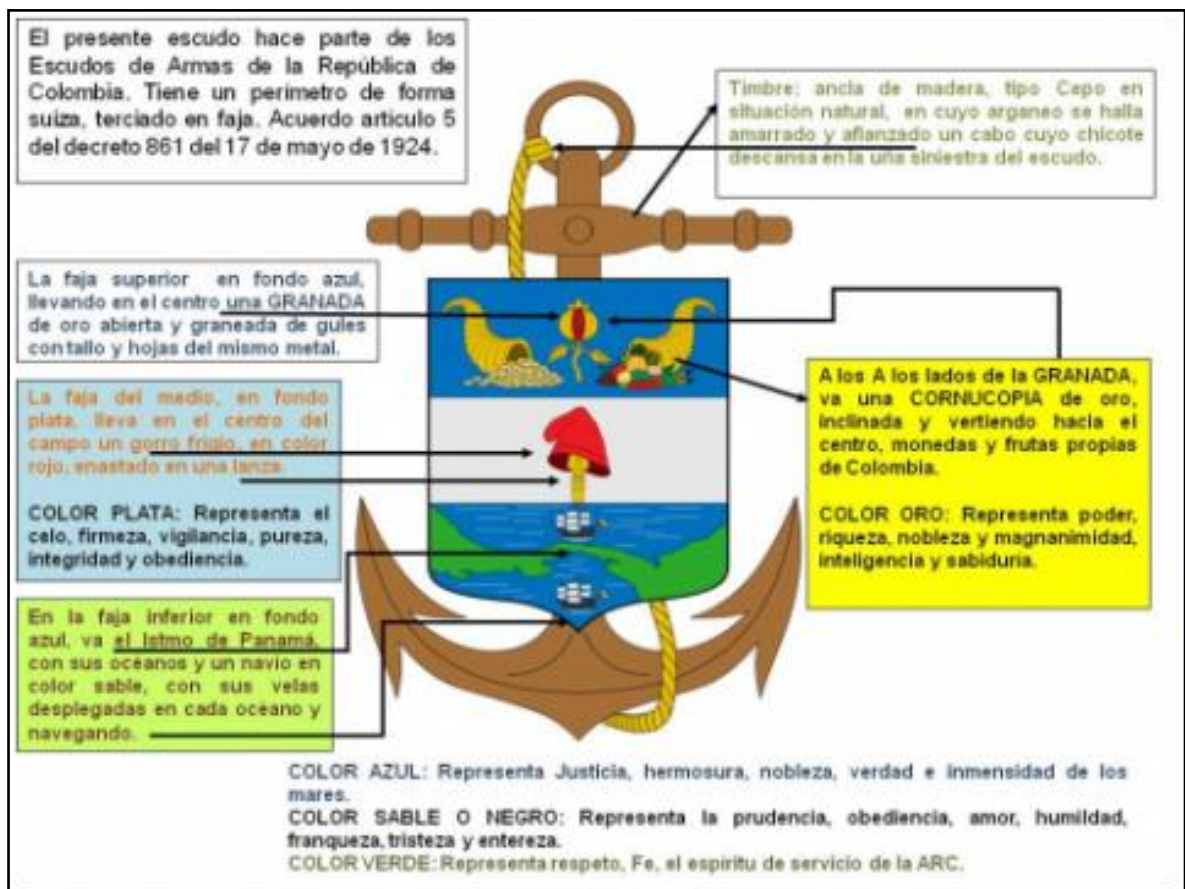 El presente escudo hace parte de los
Escudos de Armas de la República de
Colombia. Tiene un perimetro de forma
suiza, terciado en faja. Acuerdo articulo 5
del decreto 861 del 17 de mayo de 1924.
Timbre: ancla de madera, tipo Cepo en
situación natural, en cuyo arganeo se halla
amarrado y afianzado un cabo cuyo chicote
descansa en la uña siniestra del escudo.
La faja superior en fondo azul,
llevando en el centro una GRANADA
de oro abierta y graneada de gules
con tallo y hojas del mismo metal.
La faja del medio, en fondo
plata, lleva en el centro del
campo un gorro frigio, en color
rojo, enastado en una lanza.
COLOR PLATA: Representa el
celo, firmeza, vigilancia, pureza,
integridad y obediencia.
A los A los lados de la GRANADA,
va una CORNUCOPIA de oro,
inclinada y vertiendo hacia el
centro, monedas y frutas propias
de Colombia.
COLOR ORO: Representa poder,
riqueza, nobleza y magnanimidad,
inteligencia y sabiduria.
En la faja inferior en fondo
azul, va el Istmo de Panamá,
con sus océanos y un navio en
color sable, con sus velas
desplegadas en cada oceano y
navegando.
COLOR AZUL: Representa Justicia, hermosura, nobleza, verdad e inmensidad de los
mares.
COLOR SABLE O NEGRO: Representa la prudencia, obediencia, amor, humildad,
franqueza, tristeza y entereza.
COLOR VERDE: Representa respeto, Fe, el espiritu de servicio de la ARC.